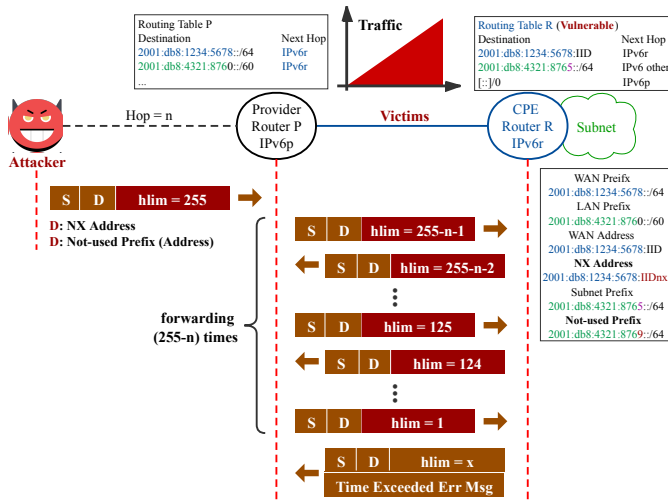 Routing Table P
Destination Next Hop
2001:db8:1234:5678::/64 IPv6r
2001:db8:4321:8760::/60 IPv6r
...
Traffic
Routing Table R (Vulnerable)
Destination Next Hop
2001:db8:1234:5678:IID IPv6r
2001:db8:4321:8765::/64 IPv6 other
[::]/0 IPv6p
Attacker
Hop = n
Provider
Router P
IPv6p
Victims
CPE
Router R
IPv6r
Subnet
S D hlim = 255
D: NX Address
D: Not-used Prefix (Address)
forwarding
(255-n) times
S D hlim = 255-n-1
S D hlim = 255-n-2
S D hlim = 125
S D hlim = 124
S D hlim = 1
S D hlim = x
Time Exceeded Err Msg
WAN Preifx
2001:db8:1234:5678::/64
LAN Prefix
2001:db8:4321:8760::/60
WAN Address
2001:db8:1234:5678:IID
NX Address
2001:db8:1234:5678:IIDnx
Subnet Prefix
2001:db8:4321:8765::/64
Not-used Prefix
2001:db8:4321:8769::/64